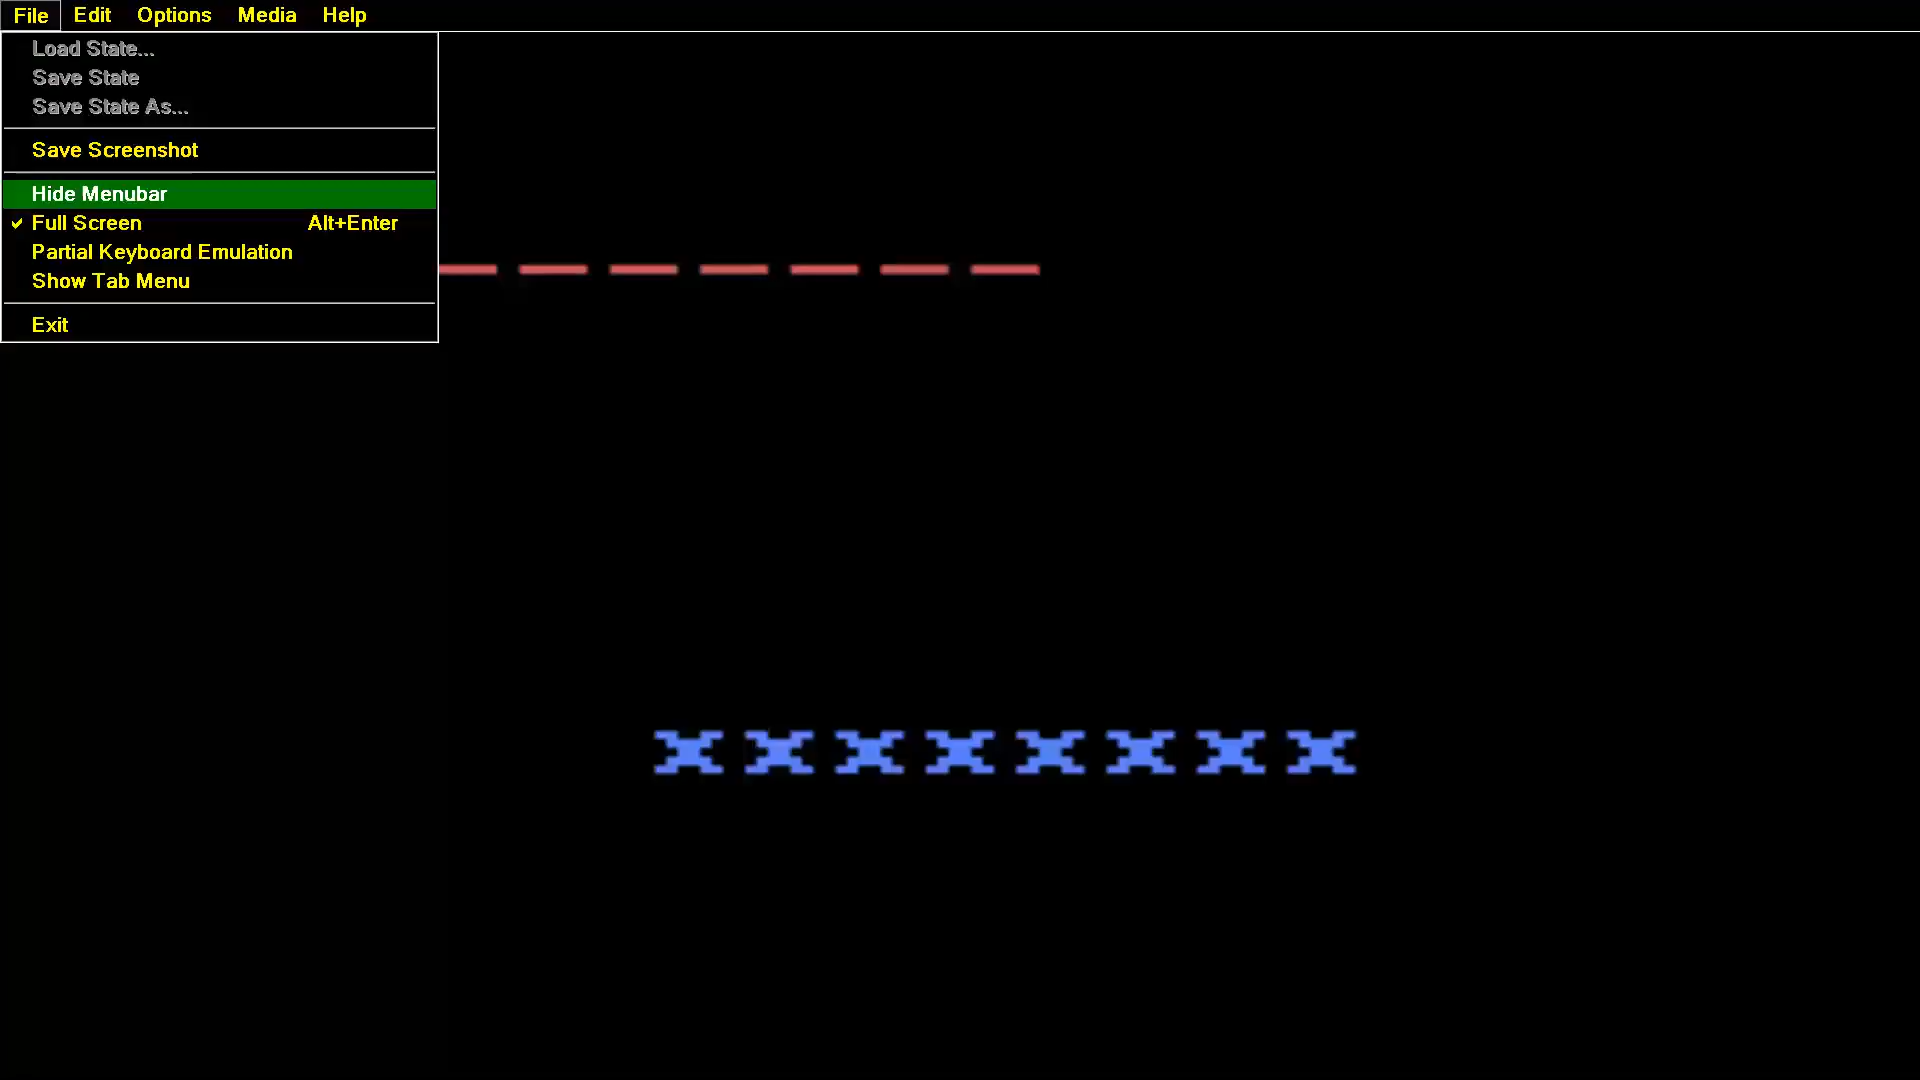 File Edit Options Media Help
Load State...
Save State
Save State As...
Save Screenshot
Hide Menubar
Full Screen Alt+Enter
Partial Keyboard Emulation
Show Tab Menu
Exit